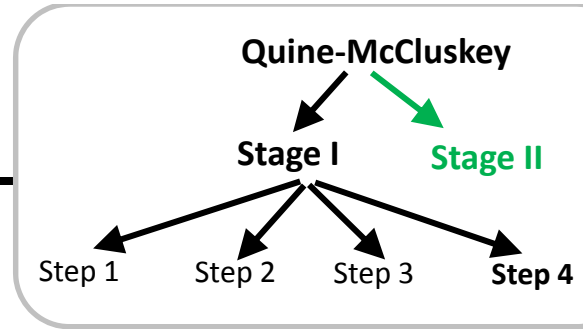 Quine-McCluskey
Stage I
Stage II
Step 1
Step 2
Step 3
Step 4